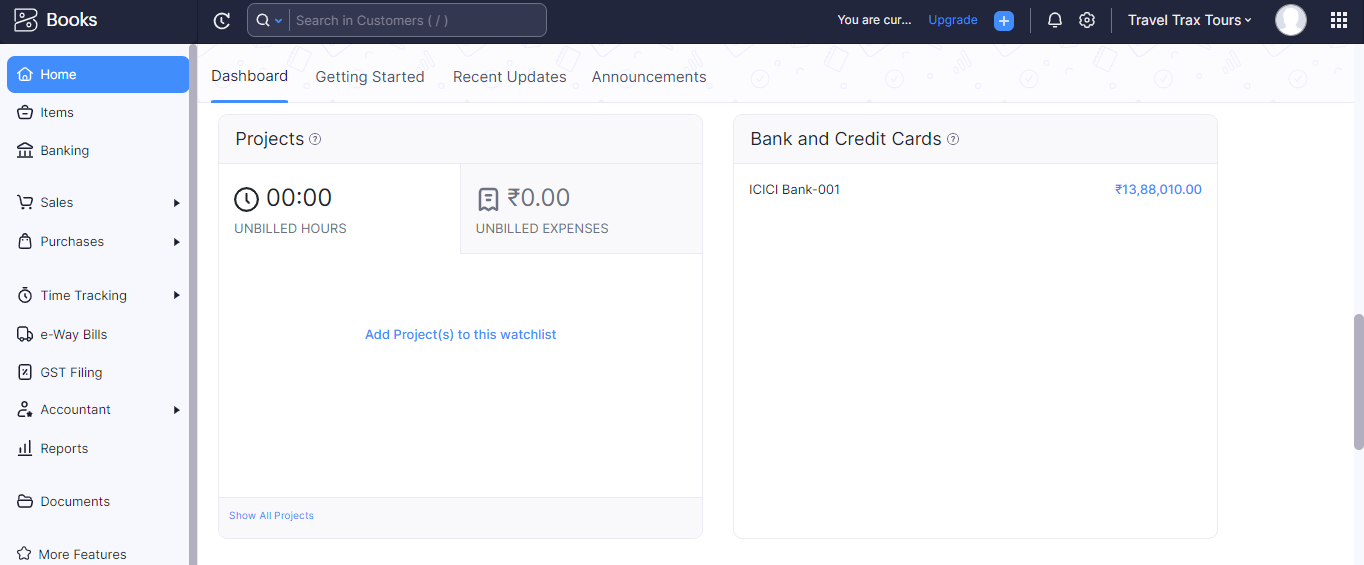 Books
Search in Customers ( / )
You are cur...
Upgrade
Travel Trax Tours
Home
Items
Banking
Sales
Purchases
Time Tracking
e-Way Bills
GST Filing
Accountant
Reports
Documents
More Features
Dashboard
Getting Started
Recent Updates
Announcements
Projects
00:00
UNBILLED HOURS
₹0.00
UNBILLED EXPENSES
Add Project(s) to this watchlist
Show All Projects
Bank and Credit Cards
ICICI Bank-001 ₹13,88,010.00